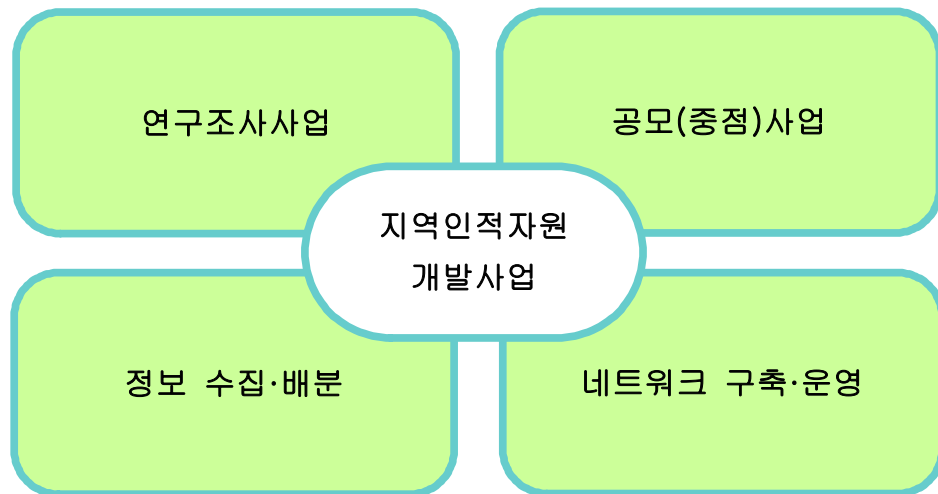 연구조사사업
공모(중점)사업
지역인적자원
개발사업
정보 수집·배분
네트워크 구축·운영